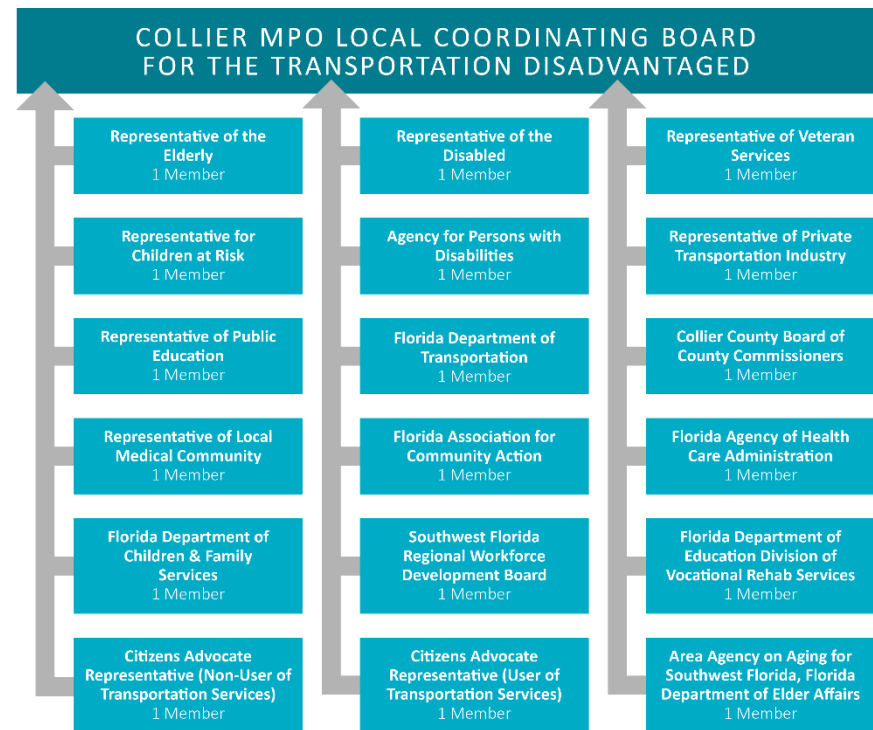 COLLIER MPO LOCAL COORDINATING BOARD
FOR THE TRANSPORTATION DISADVANTAGED
Representative of the
Elderly
1 Member
Representative of the
Disabled
1 Member
Representative of Veteran
Services
1 Member
Representative for
Children at Risk
1 Member
Agency for Persons with
Disabilities
1 Member
Representative of Private
Transportation Industry
1 Member
Representative of Public
Education
1 Member
Florida Department of
Transportation
1 Member
Collier County Board of
County Commissioners
1 Member
Representative of Local
Medical Community
1 Member
Florida Association for
Community Action
1 Member
Florida Agency of Health
Care Administration
1 Member
Florida Department of
Children & Family
Services
1 Member
Southwest Florida
Regional Workforce
Development Board
1 Member
Florida Department of
Education Division of
Vocational Rehab Services
1 Member
Citizens Advocate
Representative (Non-User of
Transportation Services)
1 Member
Citizens Advocate
Representative (User of
Transportation Services)
1 Member
Area Agency on Aging for
Southwest Florida, Florida
Department of Elder Affairs
1 Member